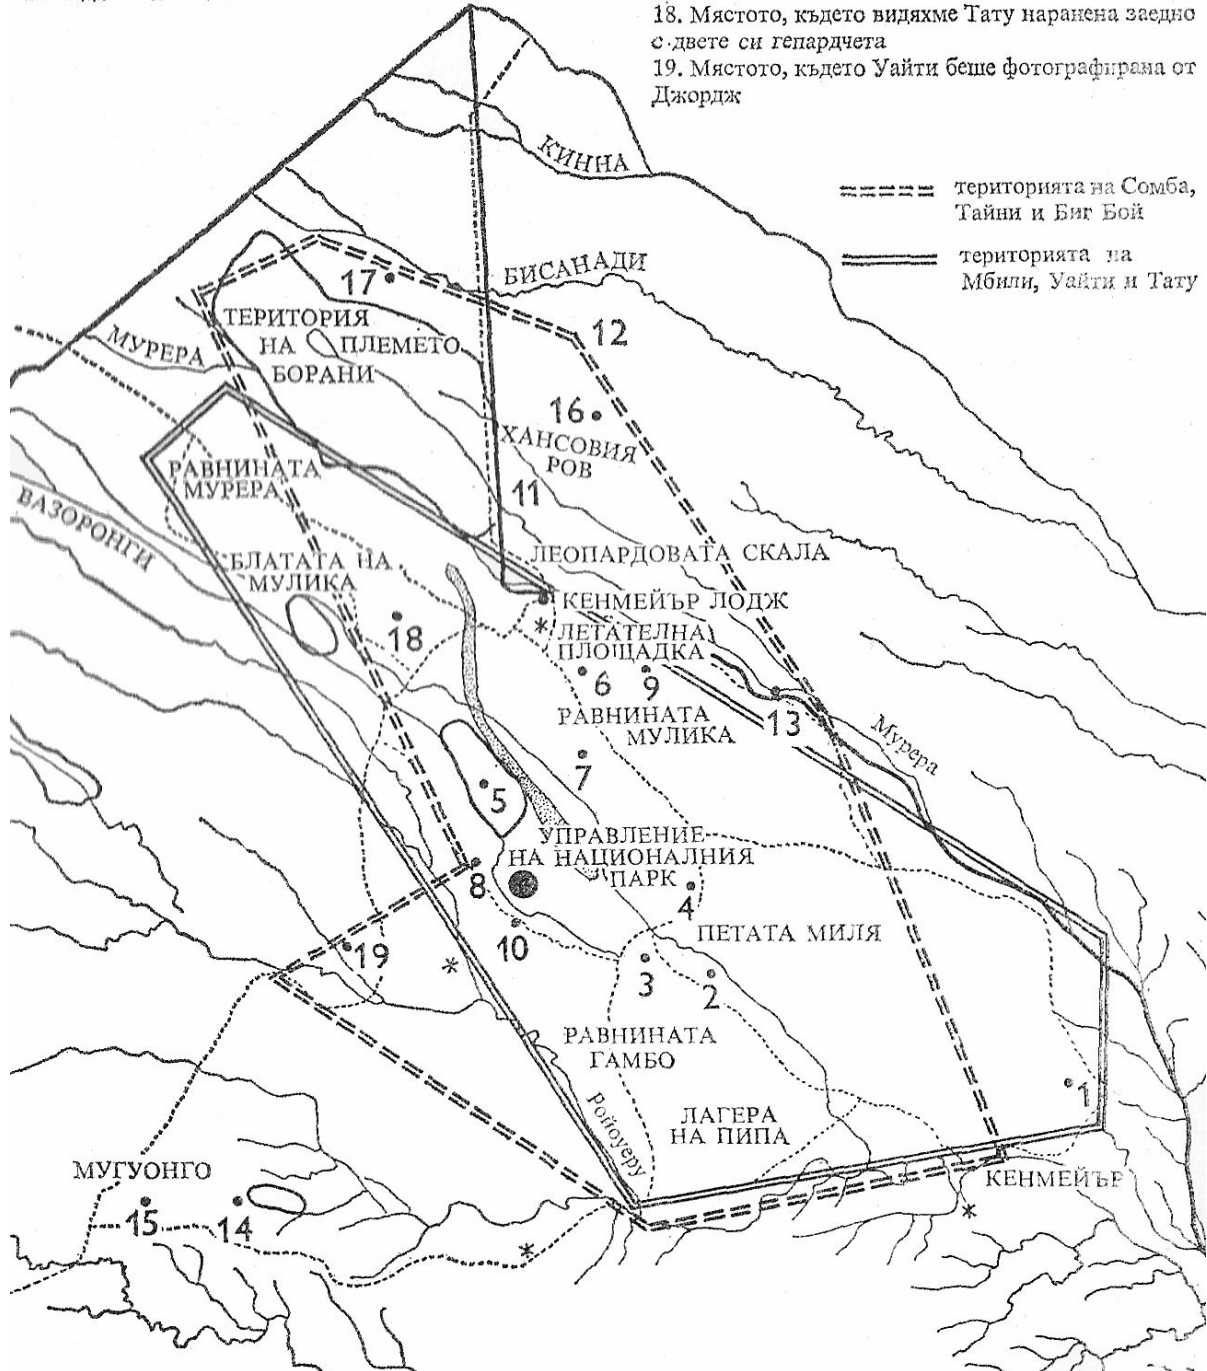 18. Мястото, където видяхме Тату наранена заедно
с двете си гепардчета
19. Мястото, където Уайти беше фотографирана от
Джордж
КИННА
територията на Сомба,
Тайни и Биг Бой
територията на
Мбили, Уайти и Тату
БИСАНАДИ
17
12
ТЕРИТОРИЯ
НА ПЛЕМЕТО
БОРАНИ
МУРЕРА
16
ХАНСОВИЯ
РОВ
РАВНИНАТА
МУРЕРА
11
ВАЗОРОНГИ
БЛАТАТА НА
МУЛИКА
ЛЕОПАРДОВАТА СКАЛА
КЕНМЕЙЪР ЛОДЖ
18
ЛЕТАТЕЛНА
ПЛОЩАДКА
6
9
13
РАВНИНАТА
МУЛИКА
Мурера
7
5
УПРАВЛЕНИЕ
НА НАЦИОНАЛНИЯ
ПАРК
8
4
10
ПЕТАТА МИЛЯ
19
3
2
РАВНИНАТА
ГАМБО
1
Ройоуеру
ЛАГЕРА
НА ПИПА
МУГУОНГО
КЕНМЕЙЪР
15
14